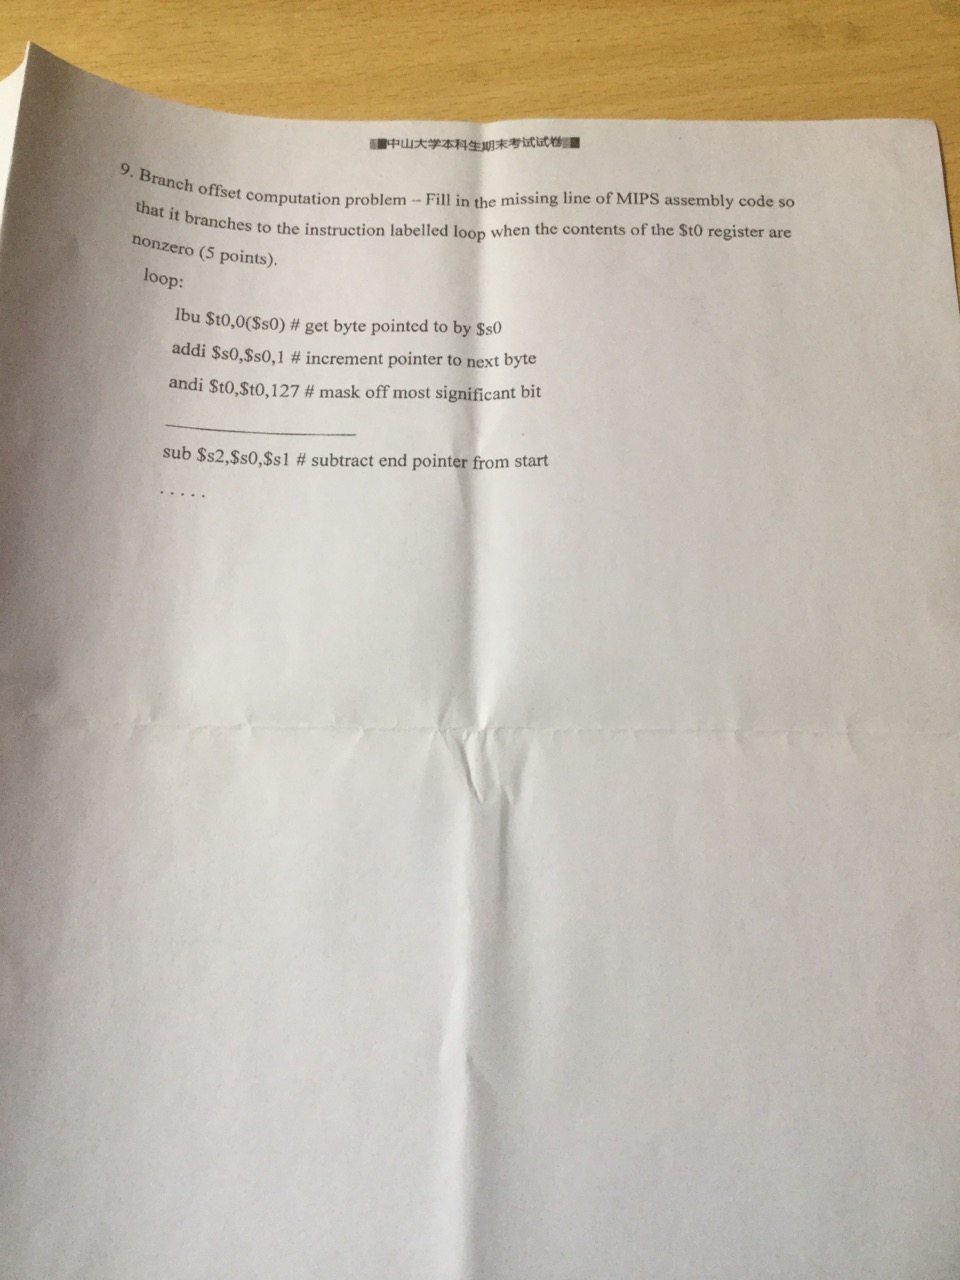 中山大学本科生期末考试试卷
9. Branch offset computation problem – Fill in the missing line of MIPS assembly code so
that it branches to the instruction labelled loop when the contents of the $t0 register are
nonzero (5 points).
loop:
lbu $t0,0($s0) # get byte pointed to by $s0
addi $s0,$s0,1 # increment pointer to next byte
andi $t0,$t0,127 # mask off most significant bit
____________________
sub $s2,$s0,$s1 # subtract end pointer from start
. . . . .